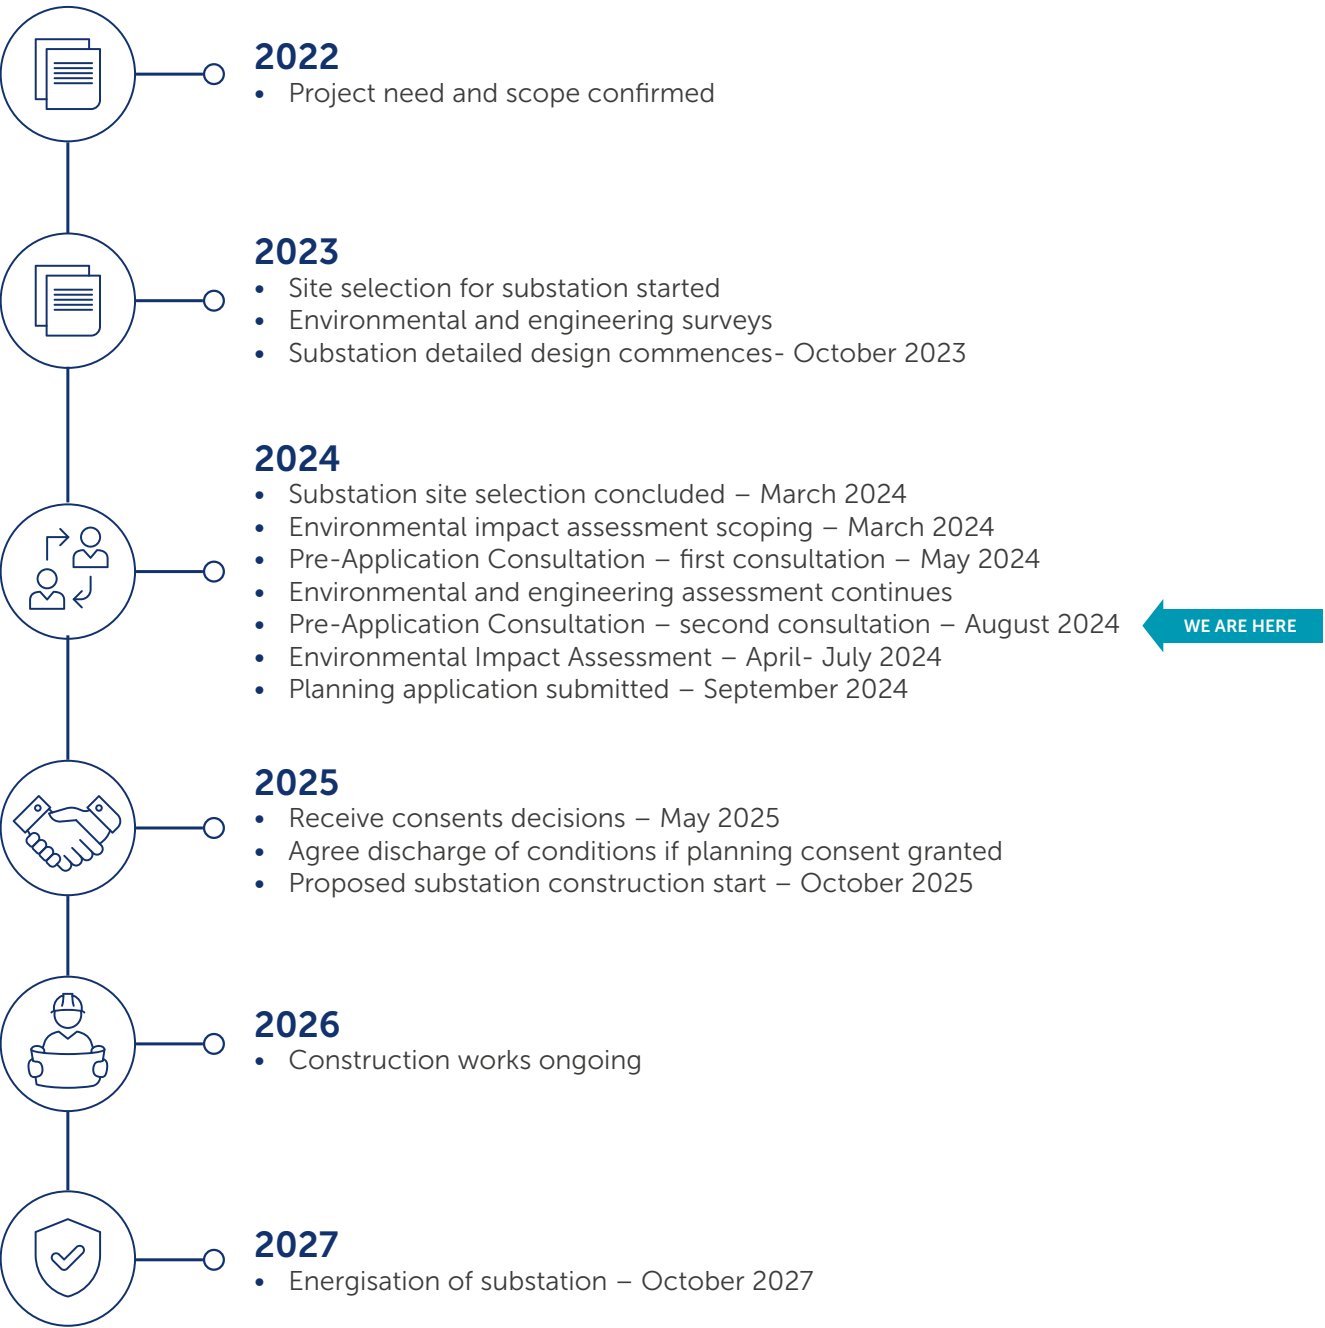 2022
• Project need and scope confirmed
2023
• Site selection for substation started
• Environmental and engineering surveys
• Substation detailed design commences- October 2023
2024
• Substation site selection concluded – March 2024
• Environmental impact assessment scoping – March 2024
• Pre-Application Consultation – first consultation – May 2024
• Environmental and engineering assessment continues
• Pre-Application Consultation – second consultation – August 2024
WE ARE HERE
• Environmental Impact Assessment – April- July 2024
• Planning application submitted – September 2024
2025
• Receive consents decisions – May 2025
• Agree discharge of conditions if planning consent granted
• Proposed substation construction start – October 2025
2026
• Construction works ongoing
2027
• Energisation of substation – October 2027